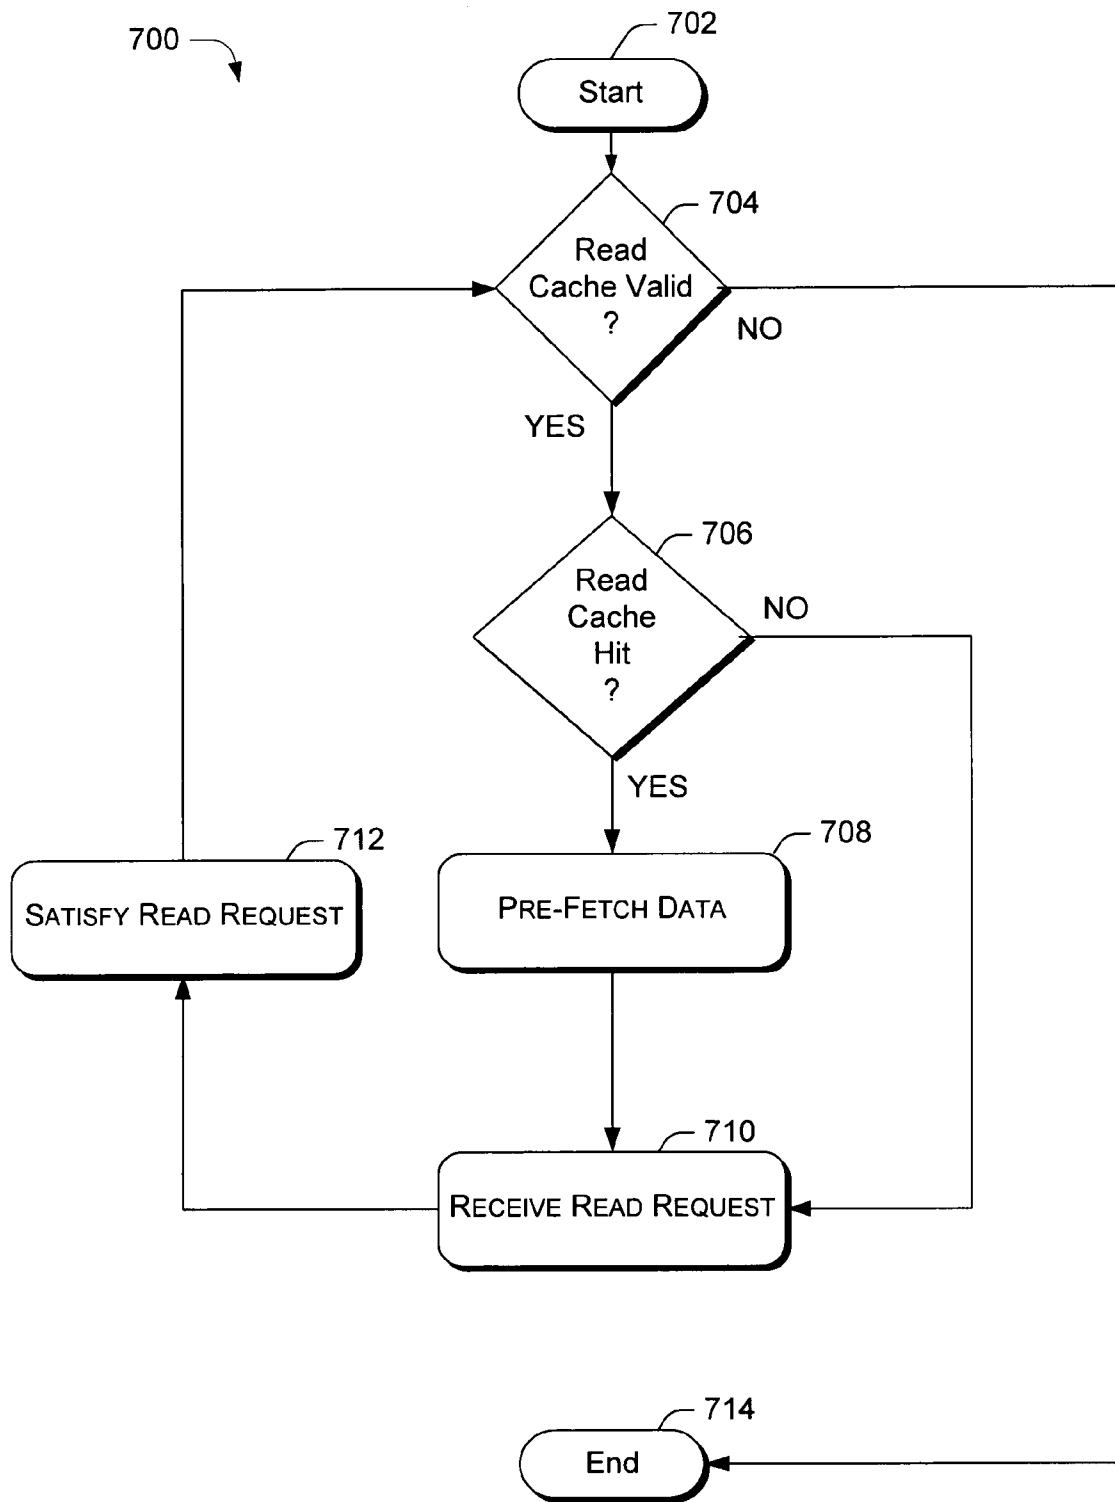 700
702
Start
704
Read
Cache Valid
?
NO
YES
706
Read
Cache
Hit
?
NO
YES
708
PRE-FETCH DATA
712
SATISFY READ REQUEST
710
RECEIVE READ REQUEST
714
End